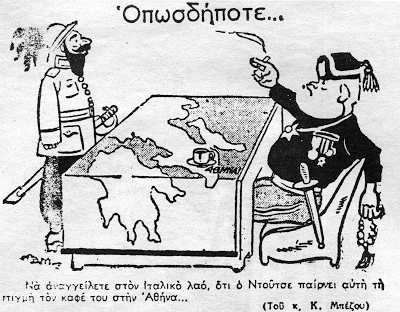 Ὁπωσδήποτε...
ΑΘΗΝΑΙ
Νὰ ἀναγγείλετε στὸν Ἰταλικὸ λαό, ὅτι ὁ Ντοῦτσε παίρνει αὐτὴ τὴ
στιγμὴ τὸν καφέ του στὴν Ἀθήνα...
(Τοῦ κ. Κ. Μπέζου)